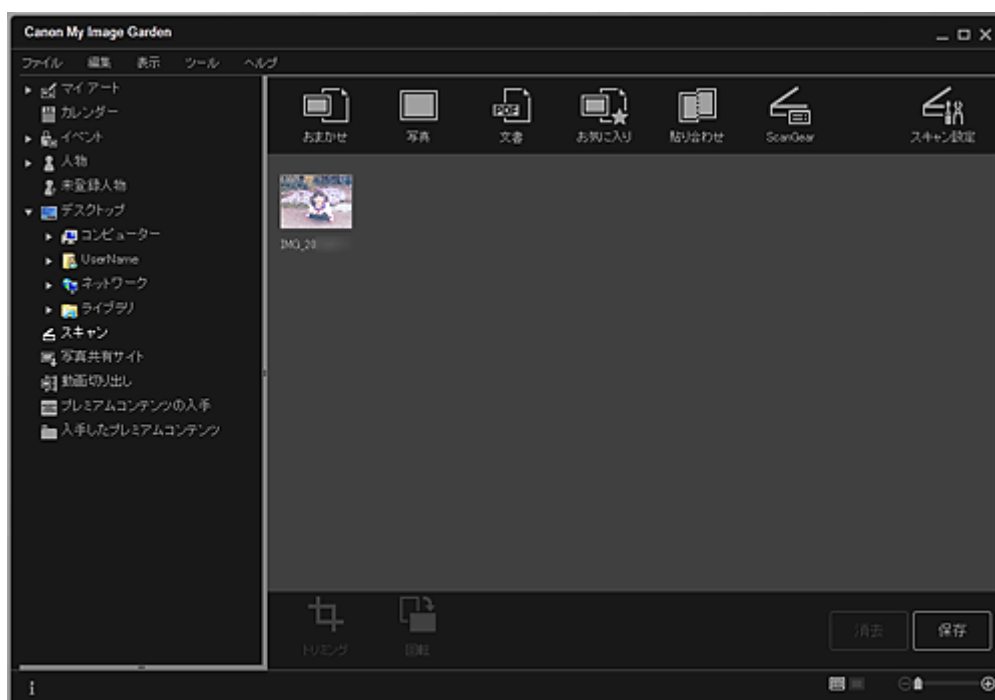 Canon My Image Garden
ファイル 編集 表示 ツール ヘルプ
マイ アート
カレンダー
イベント
人物
未登録人物
デスクトップ
コンピューター
UserName
ネットワーク
ライブラリ
スキャン
写真共有サイト
動画切り出し
プレミアムコンテンツの入手
入手したプレミアムコンテンツ
おまかせ 写真 文書 お気に入り 貼り合わせ ScanGear スキャン設定
PDF
IMG_20
トリミング 回転 消去 保存